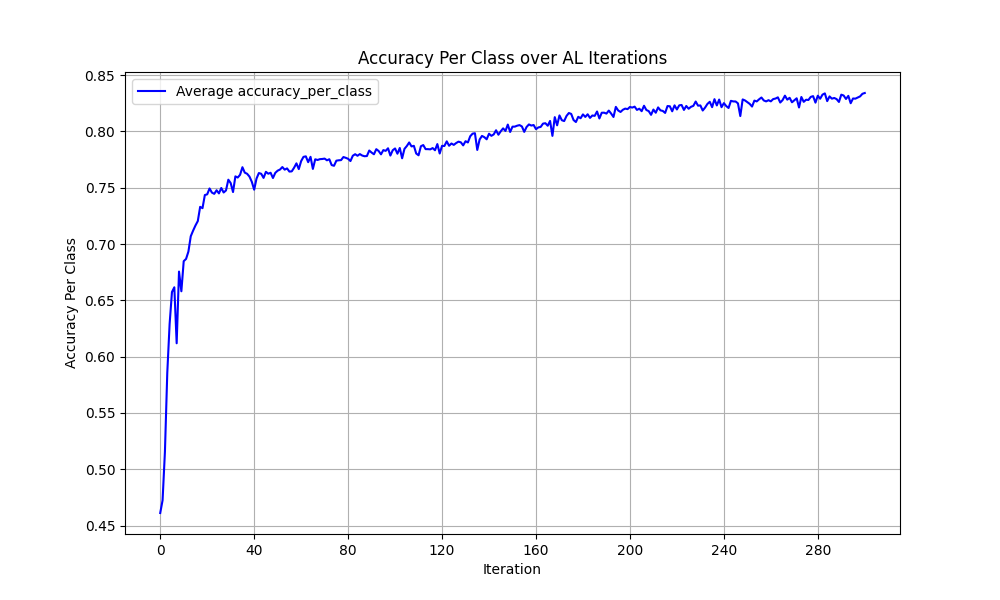 Accuracy Per Class over AL Iterations
Average accuracy_per_class
Accuracy Per Class
0.85
0.80
0.75
0.70
0.65
0.60
0.55
0.50
0.45
0 40 80 120 160 200 240 280
Iteration